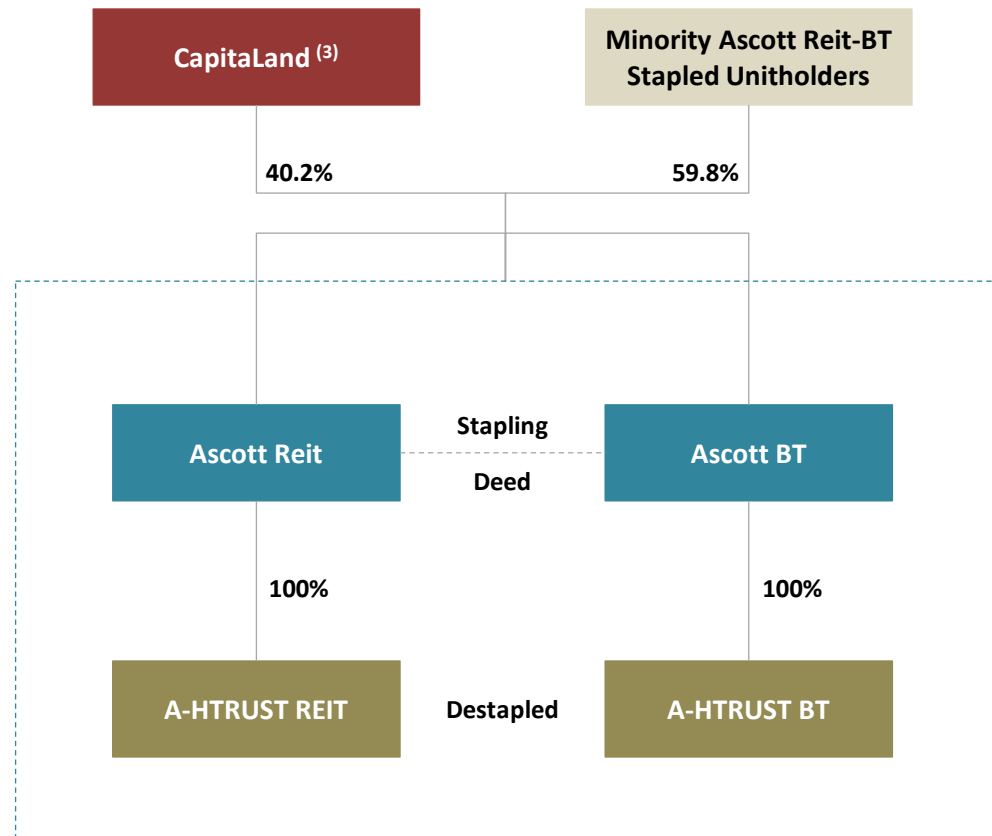 CapitaLand (3)
Minority Ascott Reit-BT
Stapled Unitholders
40.2%
59.8%
Stapling
Ascott Reit
Ascott BT
Deed
100%
100%
A-HTRUST REIT
Destapled
A-HTRUST BT